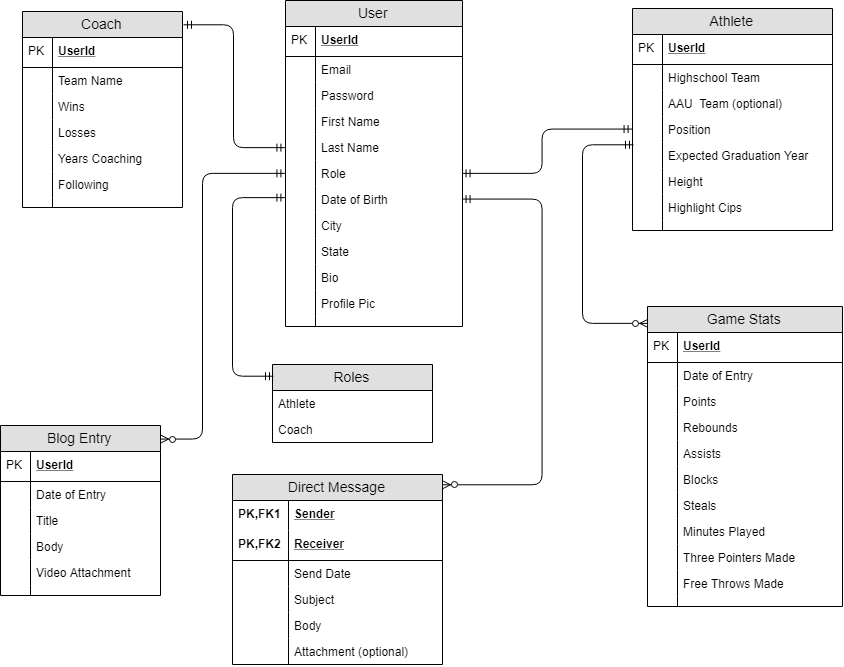 Coach
PK UserId
Team Name
Wins
Losses
Years Coaching
Following
User
PK UserId
Email
Password
First Name
Last Name
Role
Date of Birth
City
State
Bio
Profile Pic
Athlete
PK UserId
Highschool Team
AAU Team (optional)
Position
Expected Graduation Year
Height
Highlight Cips
Game Stats
PK UserId
Date of Entry
Points
Rebounds
Assists
Blocks
Steals
Minutes Played
Three Pointers Made
Free Throws Made
Roles
Athlete
Coach
Blog Entry
PK UserId
Date of Entry
Title
Body
Video Attachment
Direct Message
PK,FK1 Sender
PK,FK2 Receiver
Send Date
Subject
Body
Attachment (optional)